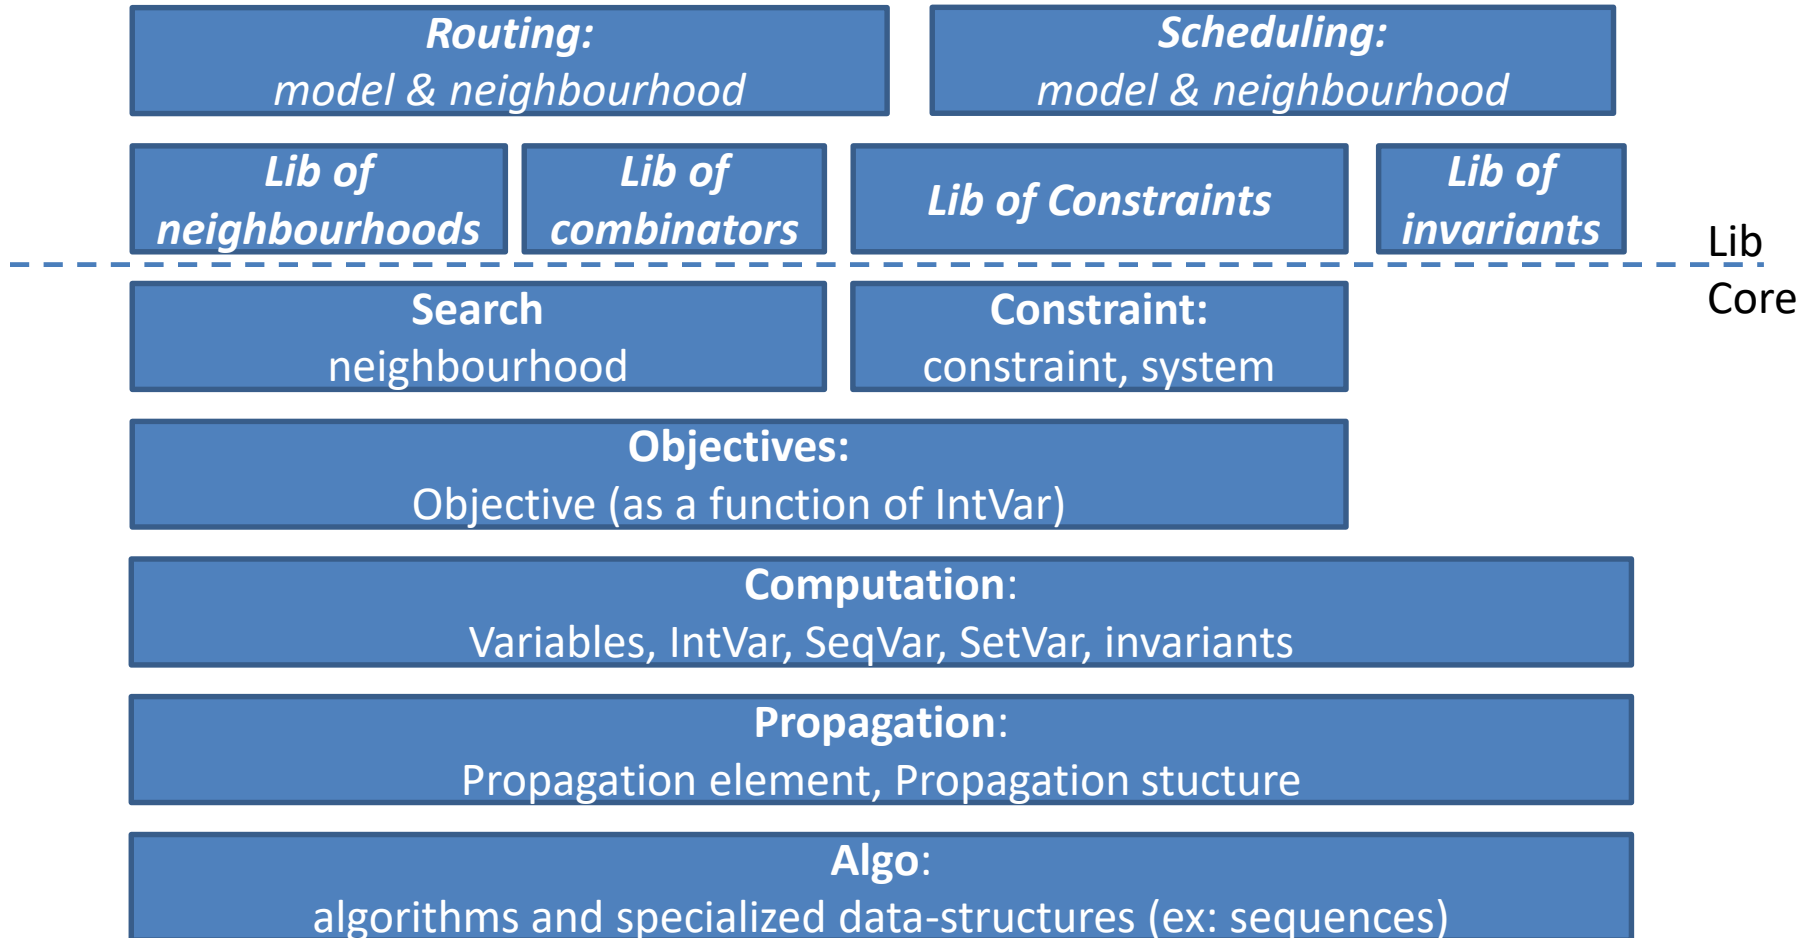 Routing:
model & neighbourhood
Scheduling:
model & neighbourhood
Lib of
neighbourhoods
Lib of
combinators
Lib of Constraints
Lib of
invariants
Lib
Core
Search
neighbourhood
Constraint:
constraint, system
Objectives:
Objective (as a function of IntVar)
Computation:
Variables, IntVar, SeqVar, SetVar, invariants
Propagation:
Propagation element, Propagation stucture
Algo:
algorithms and specialized data-structures (ex: sequences)